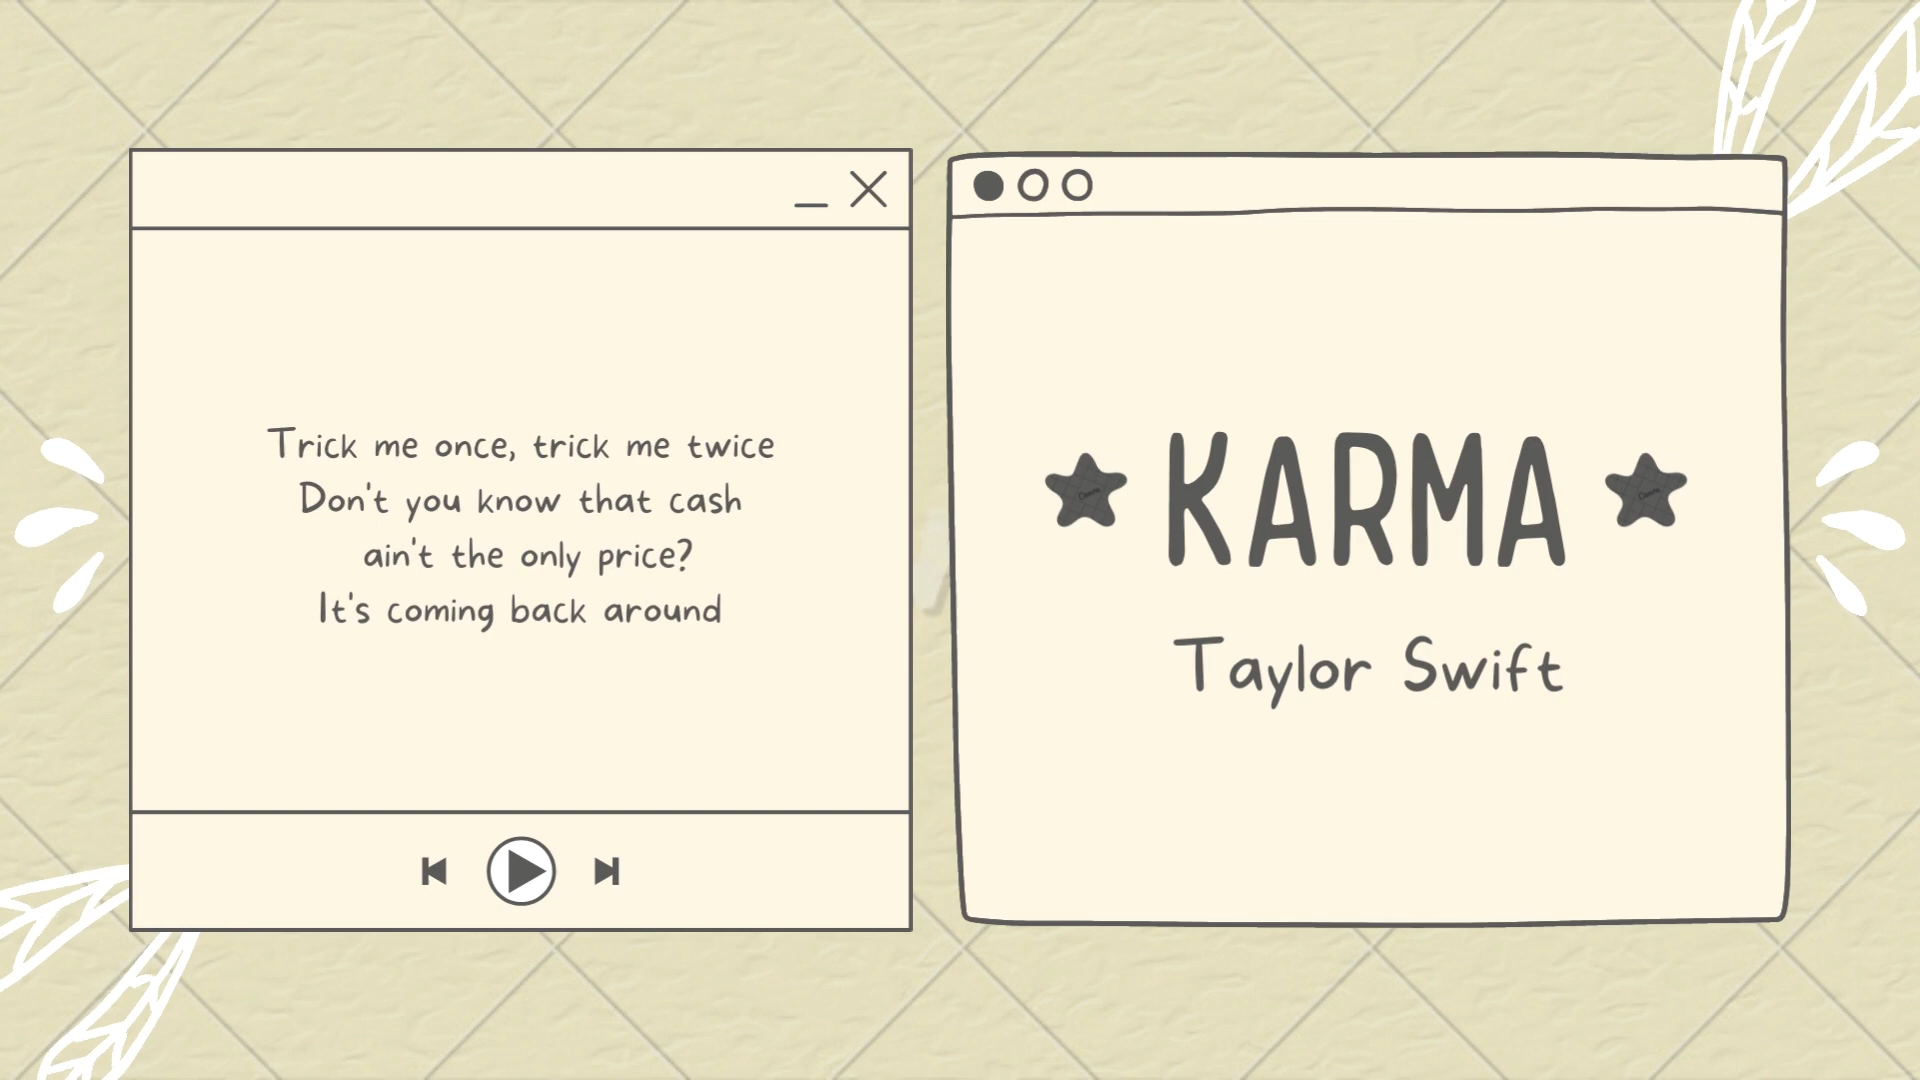 Trick me once, trick me twice
Don't you know that cash
ain't the only price?
It's coming back around
KARMA
Taylor Swift